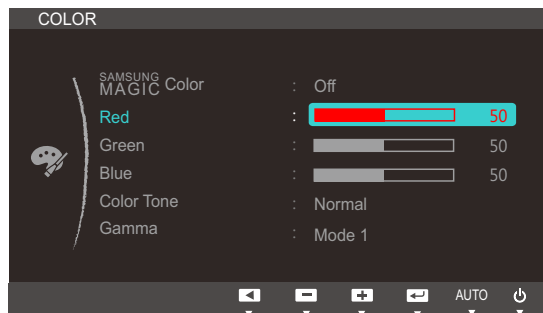 COLOR
SAMSUNG MAGIC Color : Off
Red : 50
Green : 50
Blue : 50
Color Tone : Normal
Gamma : Mode 1
AUTO